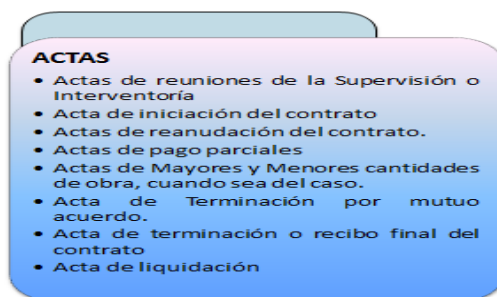 ACTAS
• Actas de reuniones de la Supervisión o
Interventoría
• Acta de iniciación del contrato
• Actas de reanudación del contrato.
• Actas de pago parciales
• Actas de Mayores y Menores cantidades
de obra, cuando sea del caso.
• Acta de Terminación por mutuo
acuerdo.
• Acta de terminación o recibo final del
contrato
• Acta de liquidación